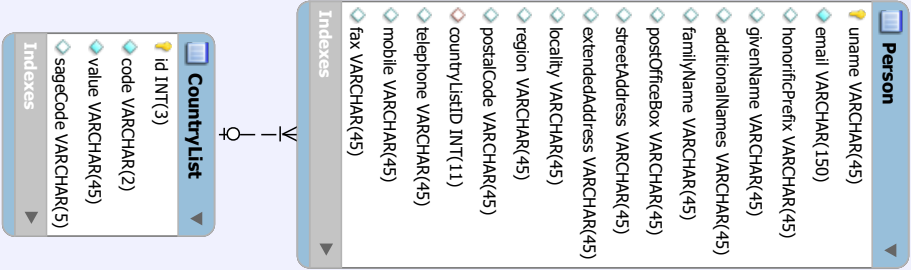 Person
uname VARCHAR(45)
email VARCHAR(150)
honorificPrefix VARCHAR(45)
givenName VARCHAR(45)
additionalNames VARCHAR(45)
familyName VARCHAR(45)
postOfficeBox VARCHAR(45)
streetAddress VARCHAR(45)
extendedAddress VARCHAR(45)
locality VARCHAR(45)
region VARCHAR(45)
postalCode VARCHAR(45)
countryListID INT(11)
telephone VARCHAR(45)
mobile VARCHAR(45)
fax VARCHAR(45)
Indexes
CountryList
id INT(3)
code VARCHAR(2)
value VARCHAR(45)
sageCode VARCHAR(5)
Indexes